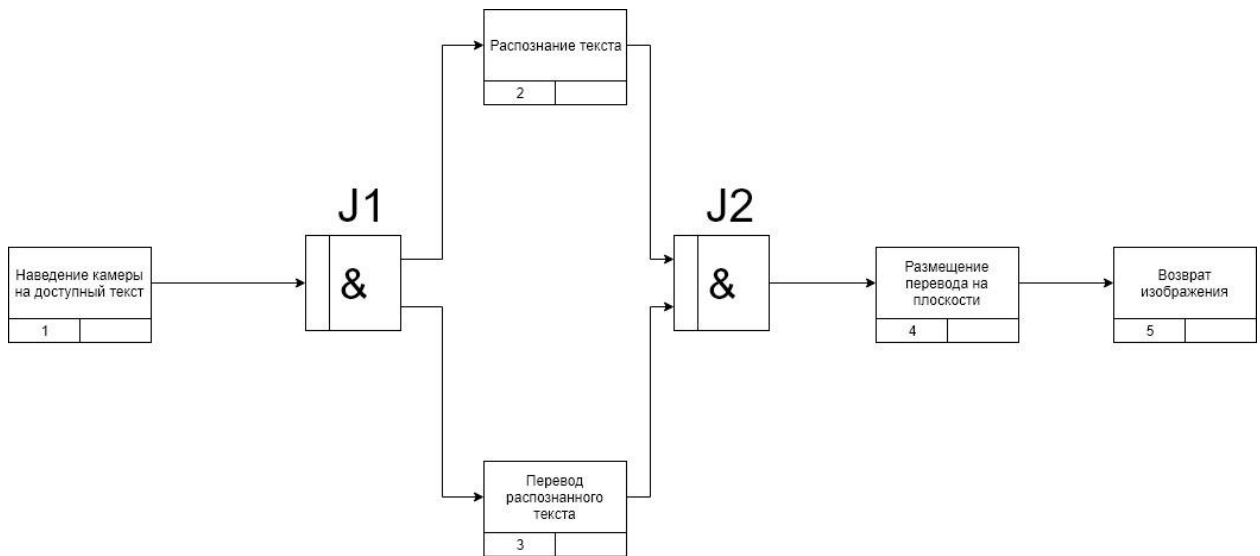 Распознание текста
2
J1
J2
Наведение камеры
на доступный текст
1
&
&
Размещение
перевода на
плоскости
4
Возврат
изображения
5
Перевод
распознанного
текста
3